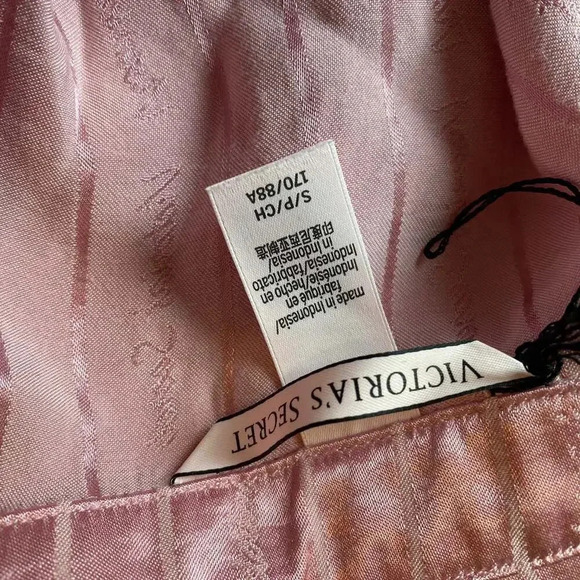 VICTORIA'S SECRET
made in Indonesia/
fabriqué en
Indonésie/hecho en
Indonesia/fabbricato
in Indonesia/
印度尼西亚制造
S/P/CH
170/88A